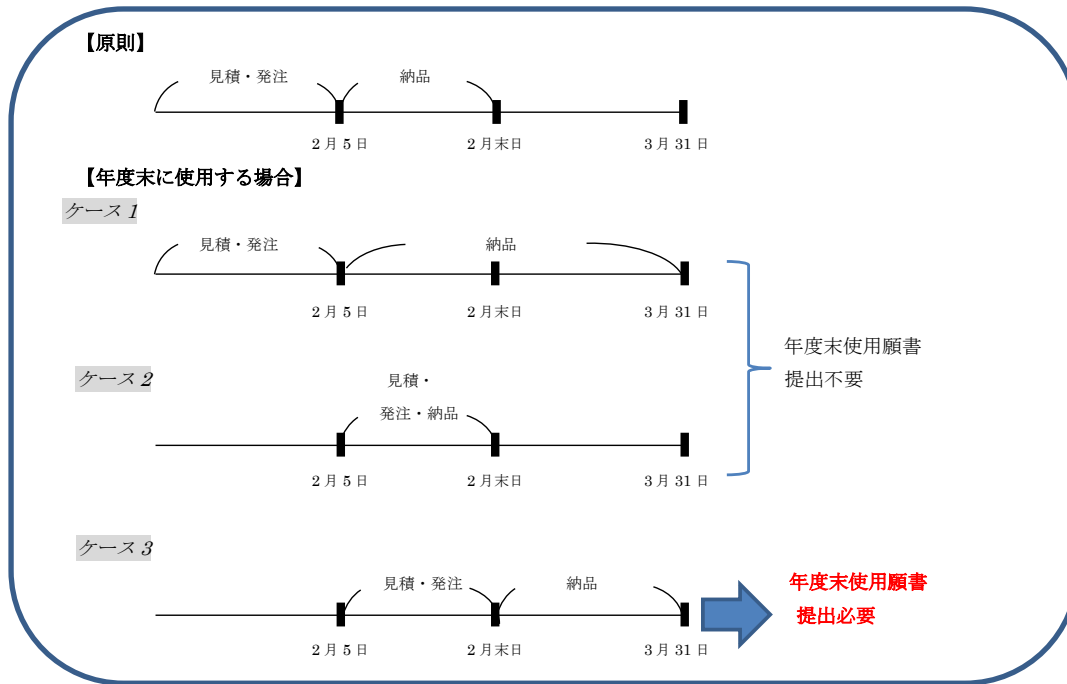 【原則】
見積・発注
納品
2月5日
2月末日
3月31日
【年度末に使用する場合】
ケース1
見積・発注
納品
2月5日
2月末日
3月31日
年度末使用願書
提出不要
ケース2
見積・
発注・納品
2月5日
2月末日
3月31日
ケース3
見積・発注
納品
年度末使用願書
提出必要
2月5日
2月末日
3月31日